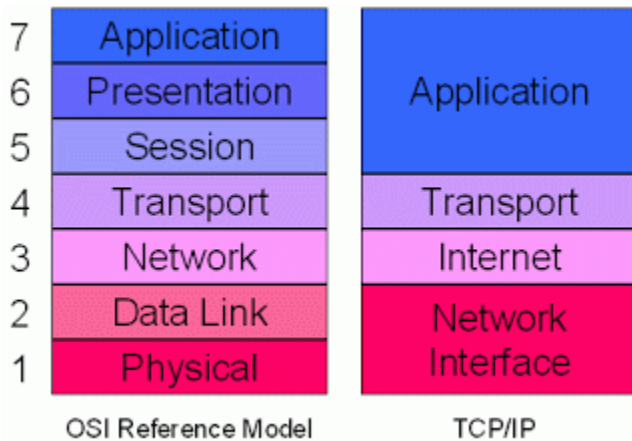 7 Application
6 Presentation
5 Session
4 Transport
3 Network
2 Data Link
1 Physical
OSI Reference Model
Application
Transport
Internet
Network
Interface
TCP/IP